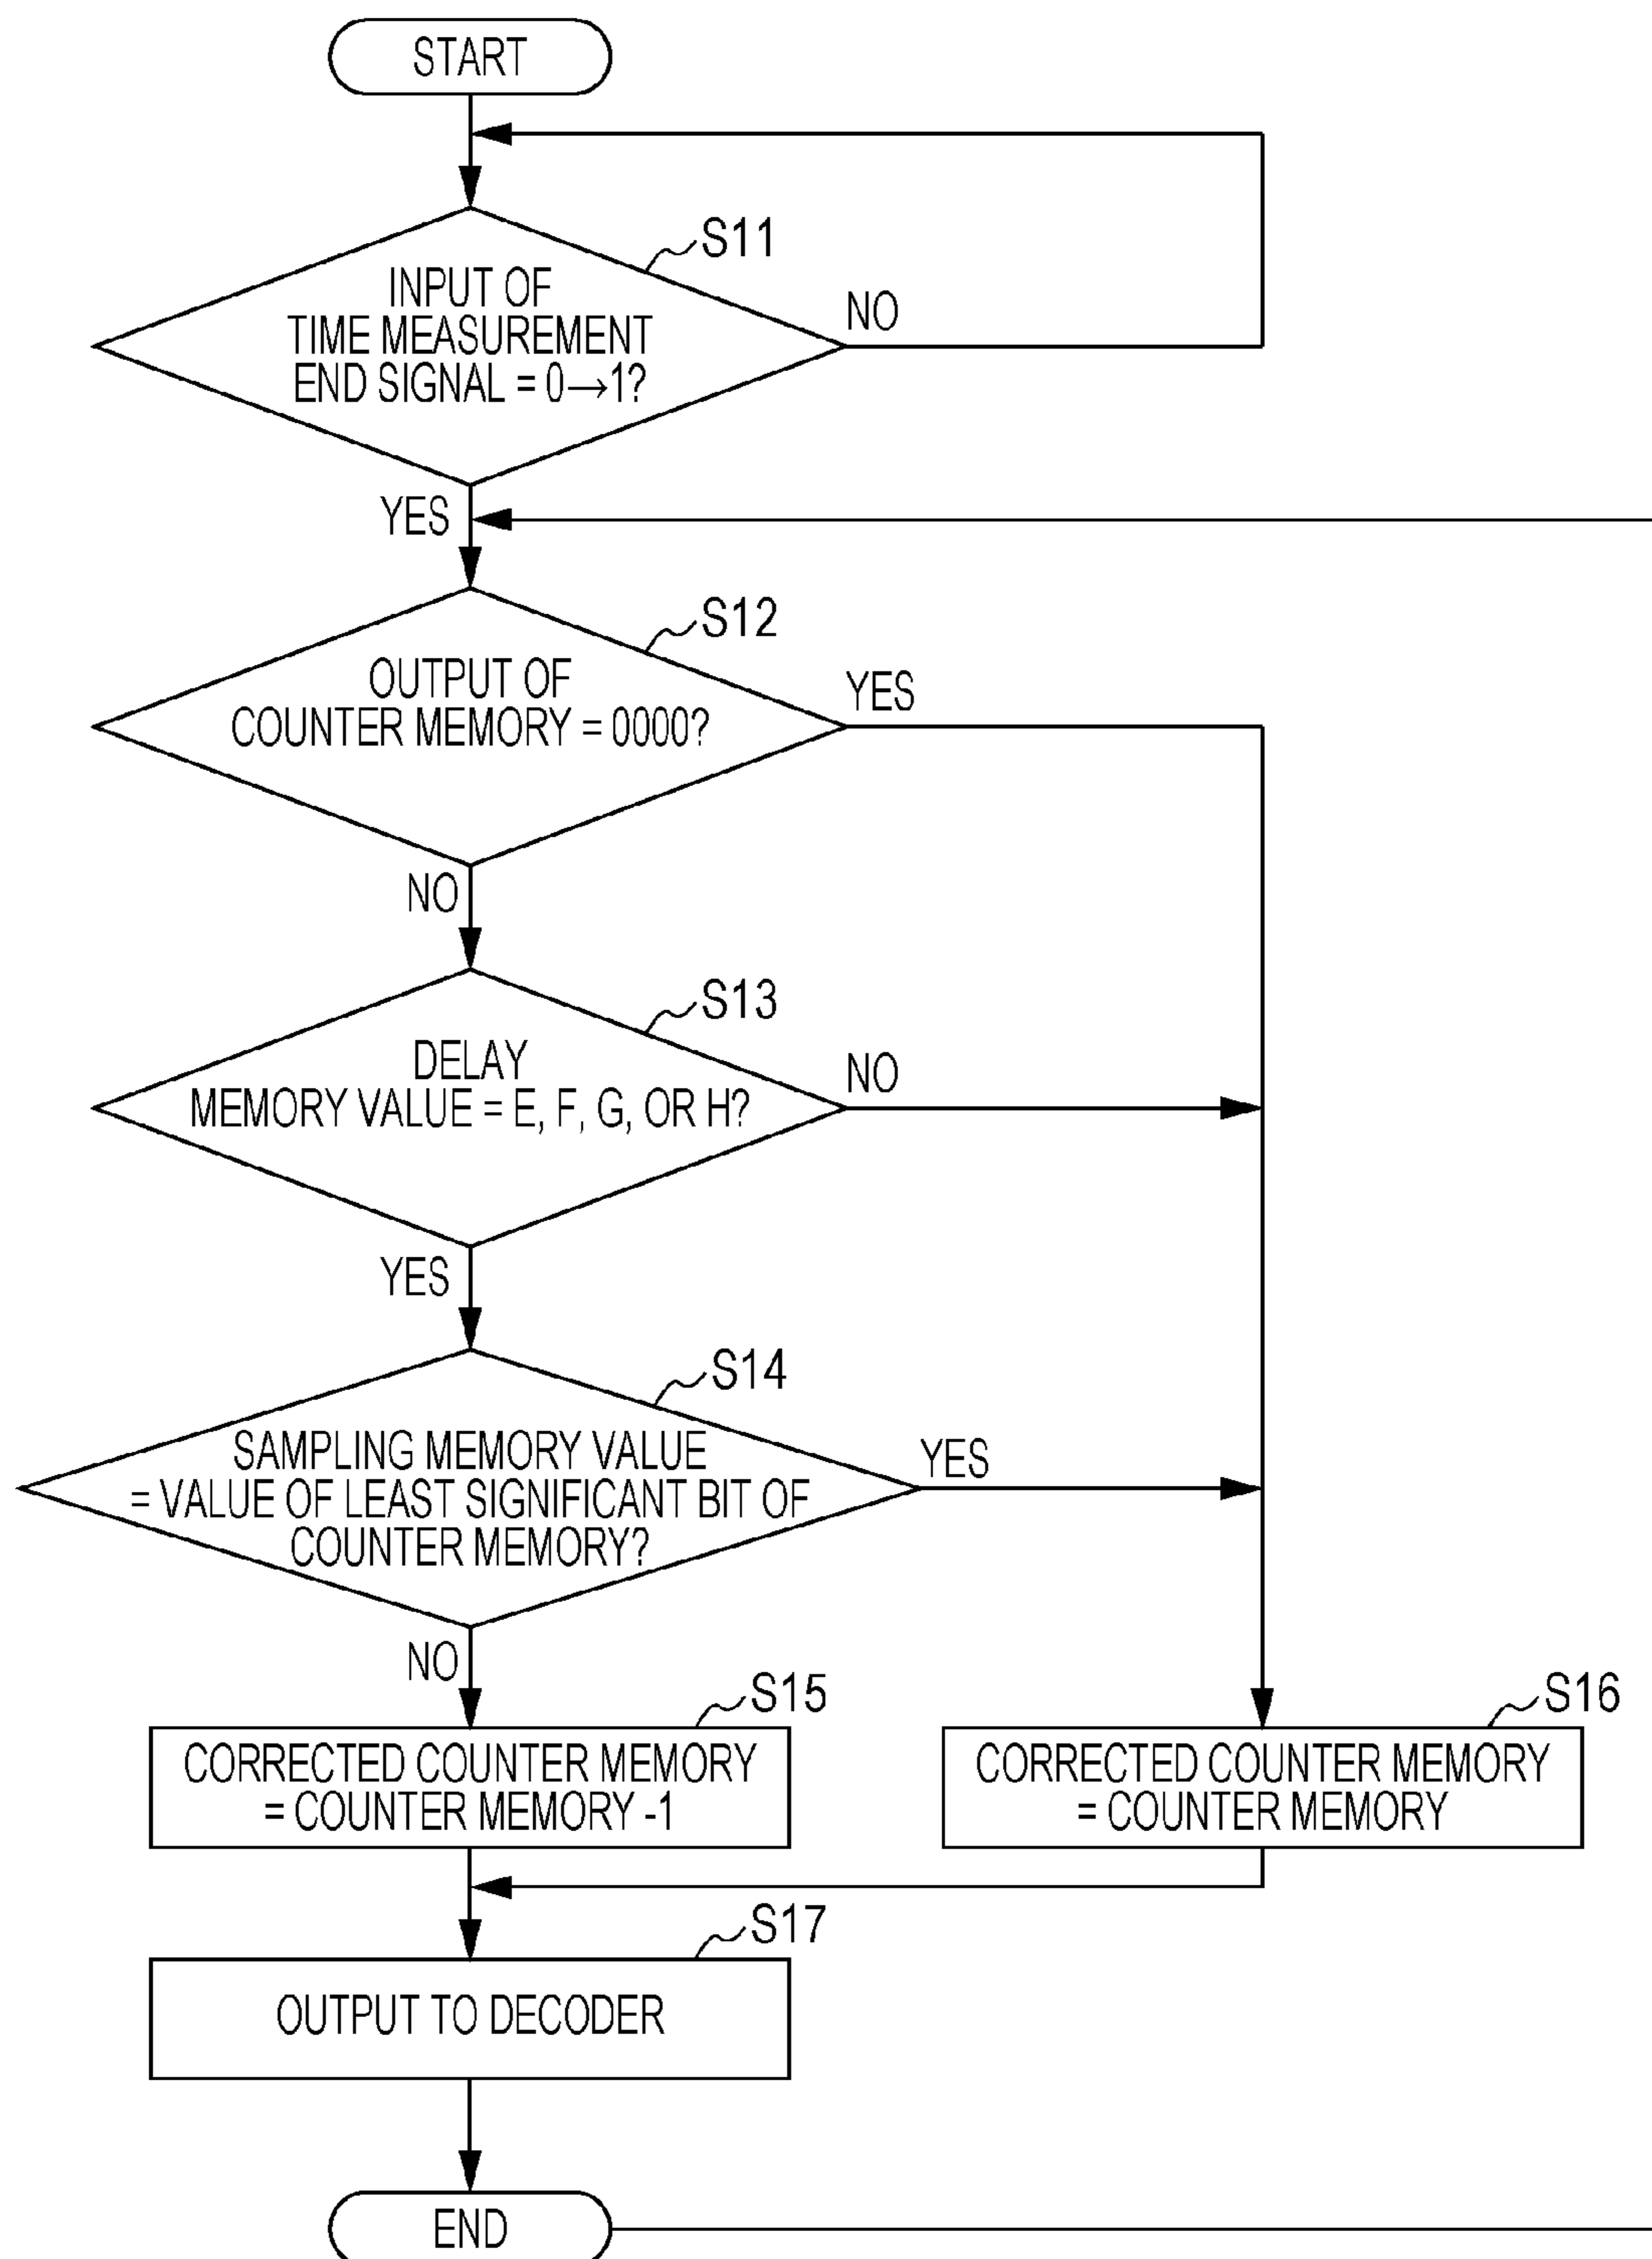 START
S11
INPUT OF
TIME MEASUREMENT
END SIGNAL = 0→1?
NO
YES
S12
OUTPUT OF
COUNTER MEMORY = 0000?
YES
NO
S13
DELAY
MEMORY VALUE = E, F, G, OR H?
NO
YES
S14
SAMPLING MEMORY VALUE
= VALUE OF LEAST SIGNIFICANT BIT OF
COUNTER MEMORY?
YES
NO
S15
CORRECTED COUNTER MEMORY
= COUNTER MEMORY -1
S16
CORRECTED COUNTER MEMORY
= COUNTER MEMORY
S17
OUTPUT TO DECODER
END